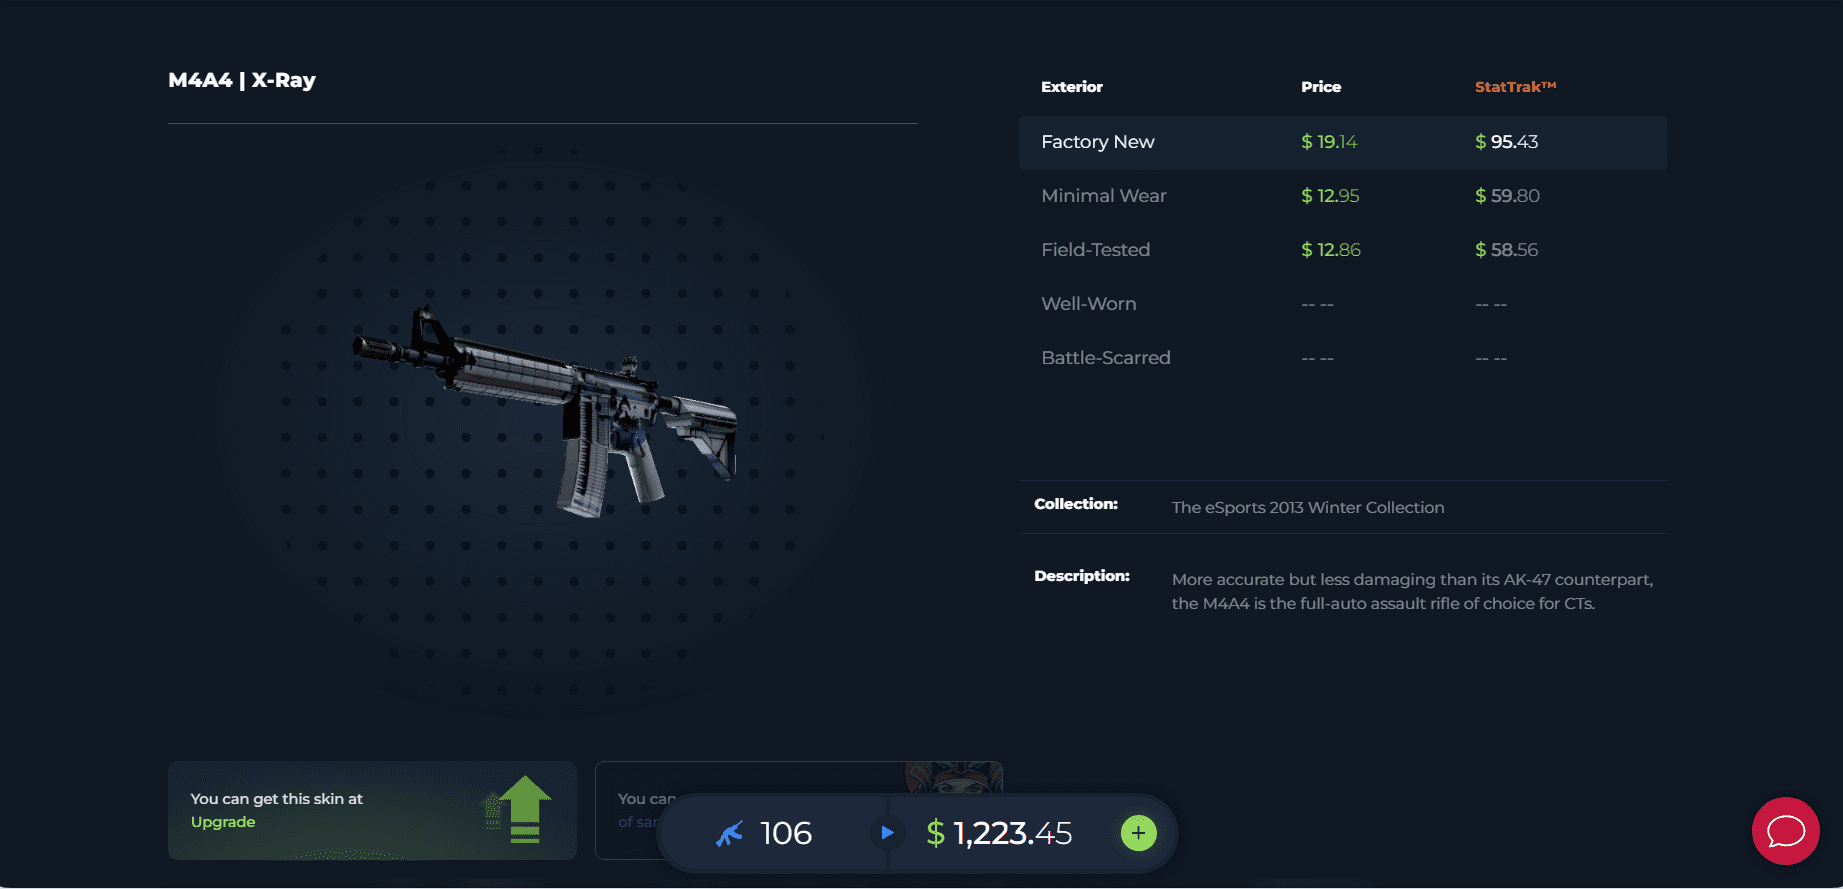 M4A4 | X-Ray
Exterior Price StatTrak™
Factory New $ 19.14 $ 95.43
Minimal Wear $ 12.95 $ 59.80
Field-Tested $ 12.86 $ 58.56
Well-Worn -- -- -- --
Battle-Scarred -- -- -- --
Collection: The eSports 2013 Winter Collection
Description: More accurate but less damaging than its AK-47 counterpart,
the M4A4 is the full-auto assault rifle of choice for CTs.
You can get this skin at
Upgrade
You can
of
106 $ 1,223.45 +